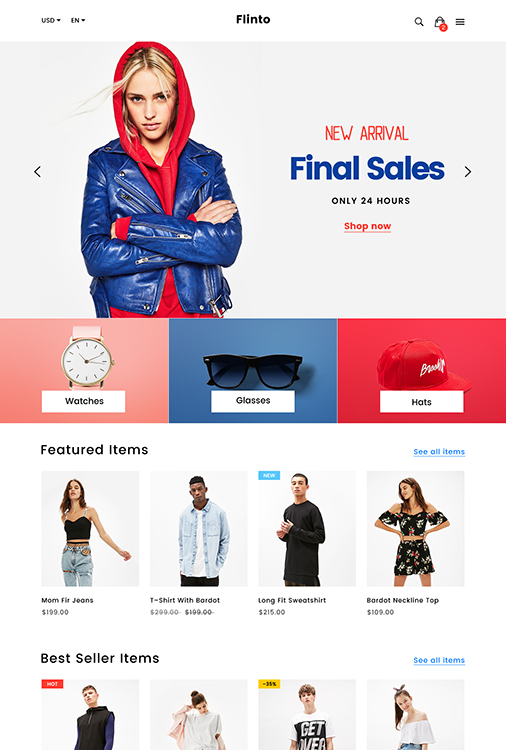 USD EN Flinto 2
NEW ARRIVAL
Final Sales
ONLY 24 HOURS
Shop now
Brooklyn
Watches Glasses Hats
Featured Items See all items
NEW
Mom Fir Jeans T-Shirt With Bardot Long Fit Sweatshirt Bardot Neckline Top
$199.00 $299.00 $199.00 $215.00 $109.00
Best Seller Items See all items
HOT -35%
GET
OVER